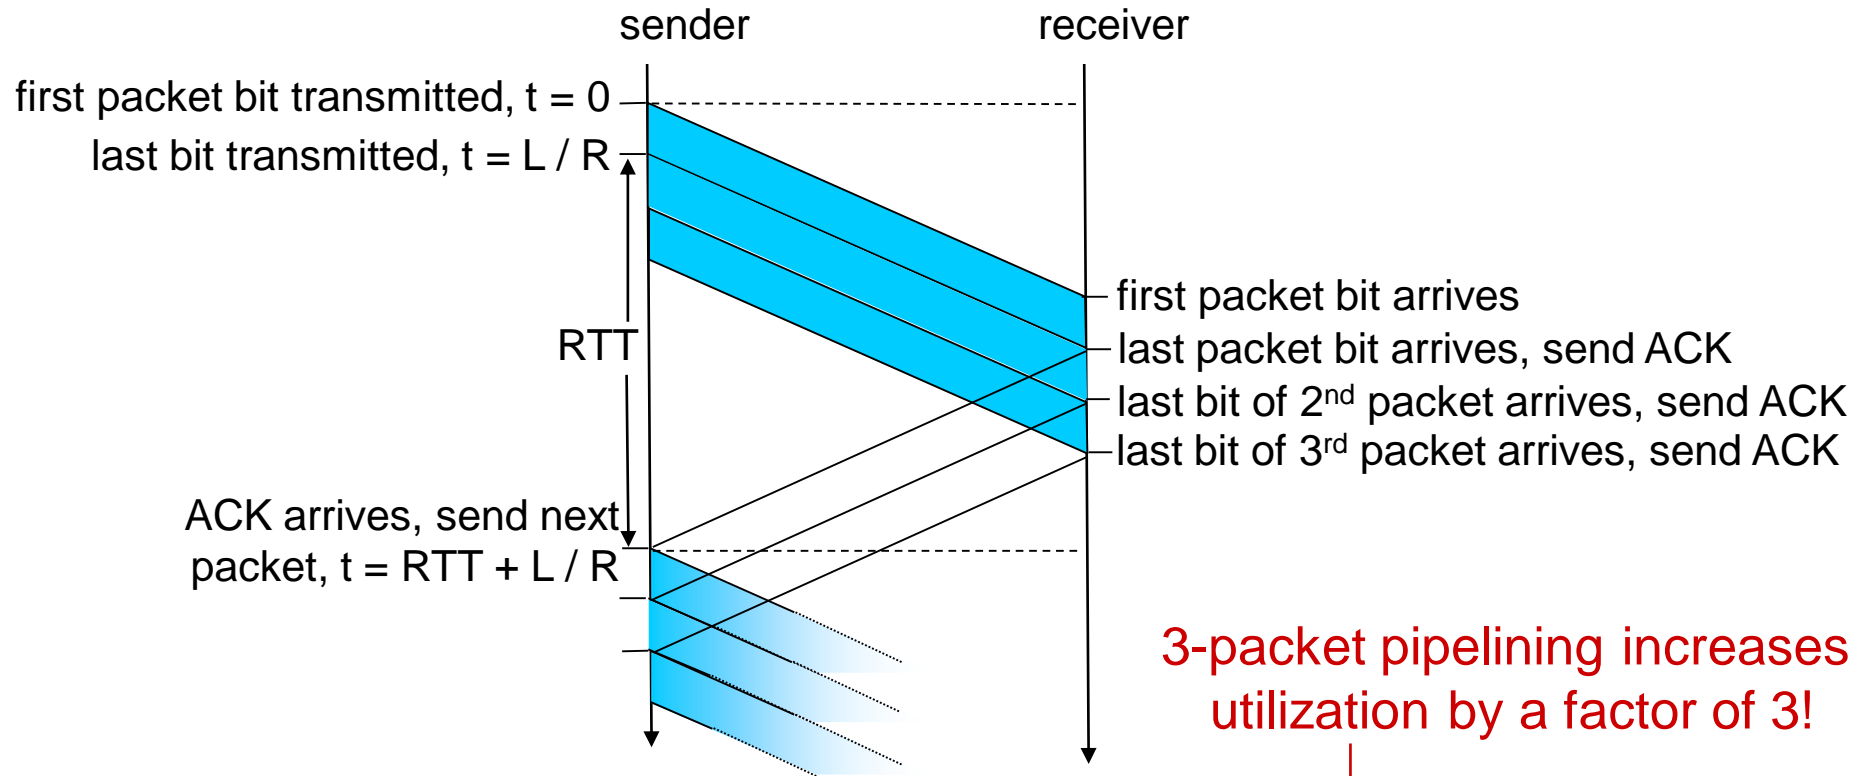 sender
receiver
first packet bit transmitted, t = 0
last bit transmitted, t = L / R
first packet bit arrives
RTT
last packet bit arrives, send ACK
last bit of 2nd packet arrives, send ACK
last bit of 3rd packet arrives, send ACK
ACK arrives, send next
packet, t = RTT + L / R
3-packet pipelining increases
utilization by a factor of 3!